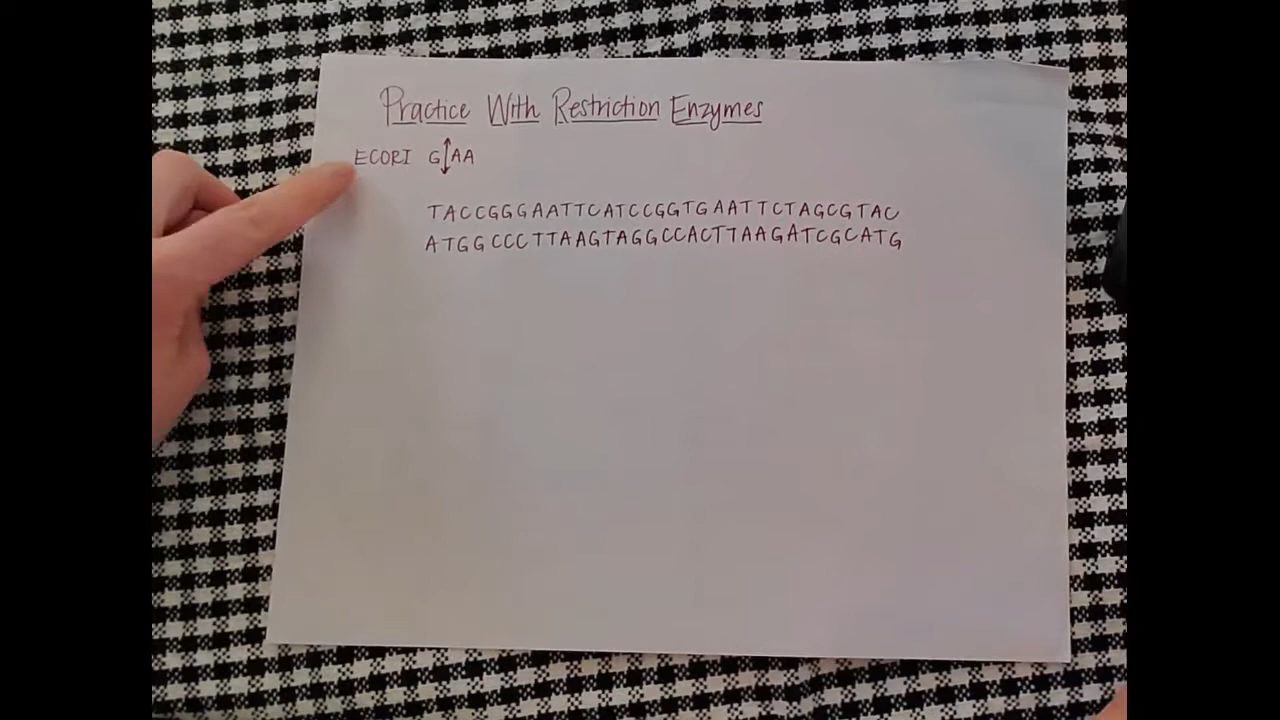 Practice With Restriction Enzymes
ECORI G↕AA
TACCGGGAATTCATCCGGTGAATTCTAGCGTAC
ATGGCCCTTAAGTAGGCCACTTAAGATCGCATG